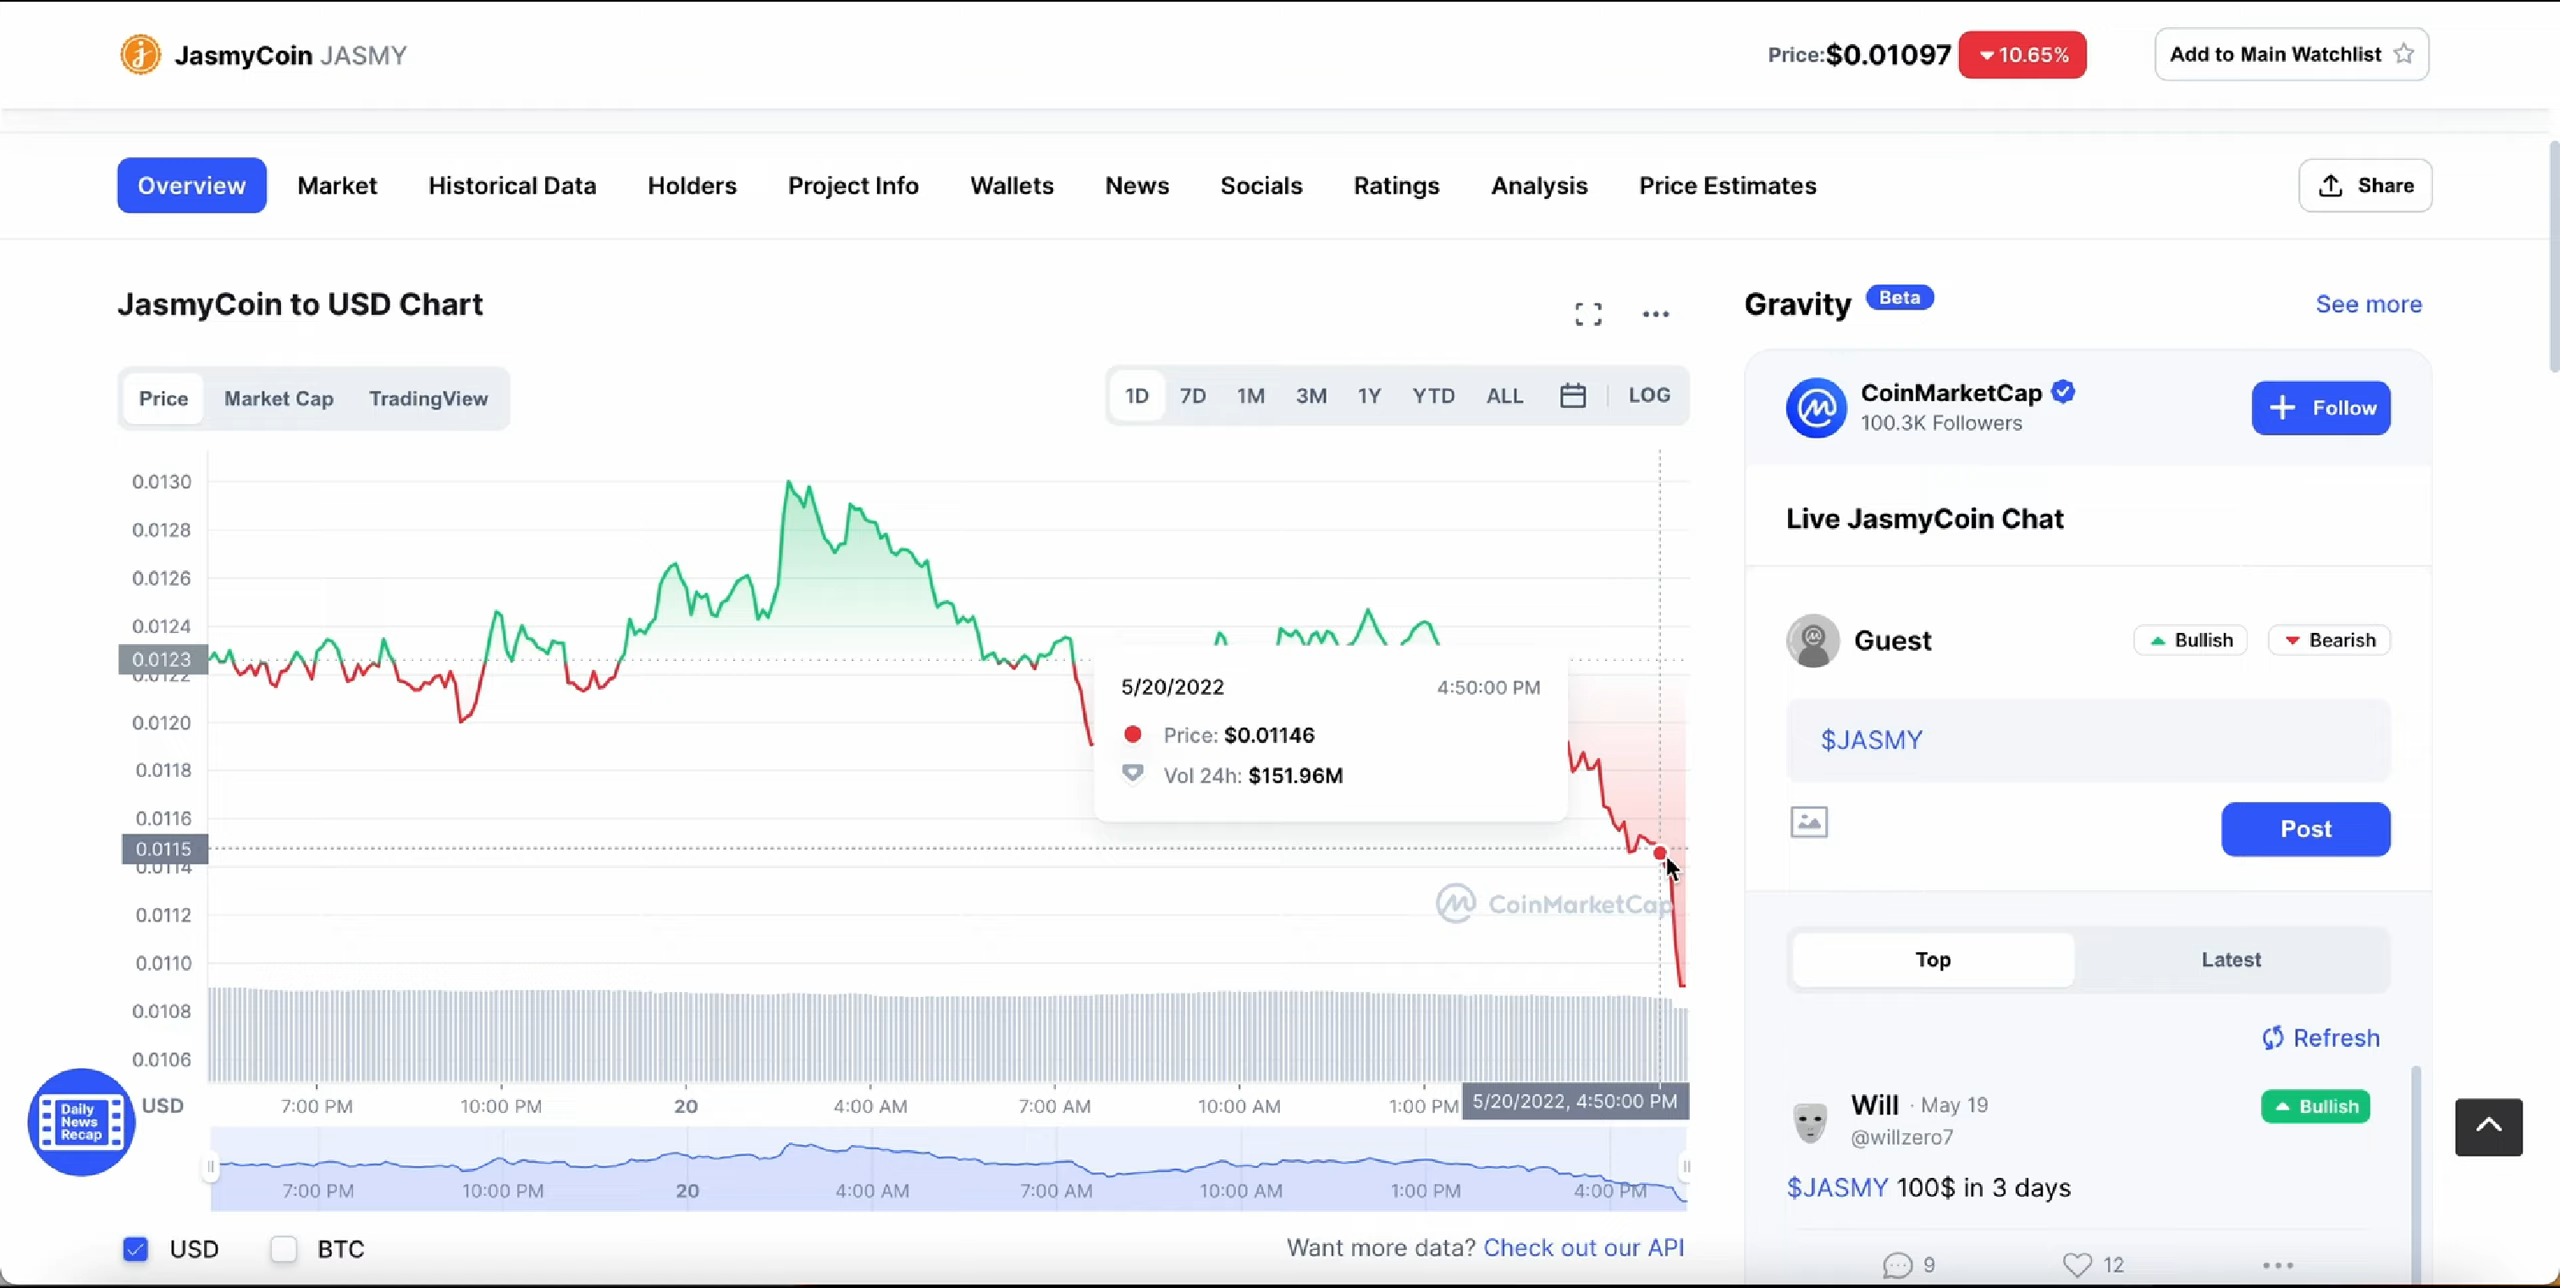 JasmyCoin JASMY
Price:$0.01097 10.65%
Add to Main Watchlist
Overview Market Historical Data Holders Project Info Wallets News Socials Ratings Analysis Price Estimates
Share
JasmyCoin to USD Chart
Price Market Cap TradingView
1D 7D 1M 3M 1Y YTD ALL LOG
0.0130
0.0128
0.0126
0.0124
0.0123
0.0122
0.0120
0.0118
0.0116
0.0115
0.0114
0.0112
0.0110
0.0108
0.0106
5/20/2022 4:50:00 PM
Price: $0.01146
Vol 24h: $151.96M
CoinMarketCap
USD 7:00 PM 10:00 PM 20 4:00 AM 7:00 AM 10:00 AM 1:00 PM 5/20/2022, 4:50:00 PM
7:00 PM 10:00 PM 20 4:00 AM 7:00 AM 10:00 AM 1:00 PM 4:00 PM
Daily
News
Recap
USD BTC
Want more data? Check out our API
Gravity Beta
See more
CoinMarketCap
100.3K Followers
Follow
Live JasmyCoin Chat
Guest
Bullish Bearish
$JASMY
Post
Top Latest
Refresh
Will · May 19
@willzero7
Bullish
$JASMY 100$ in 3 days
9 12